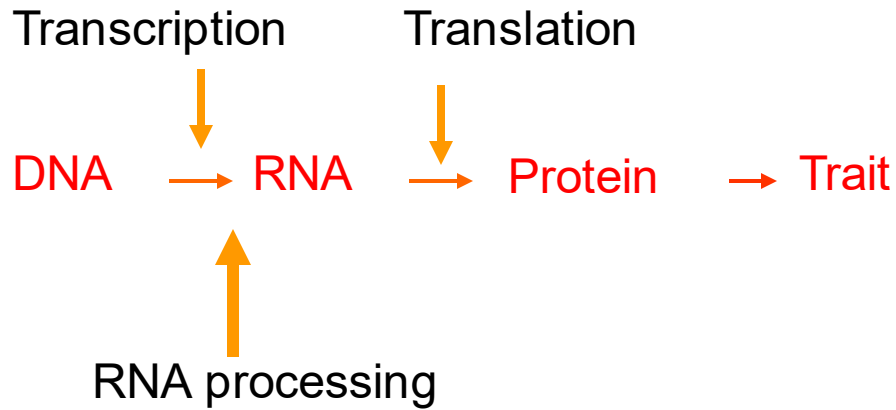 Transcription Translation
DNA RNA Protein Trait
RNA processing